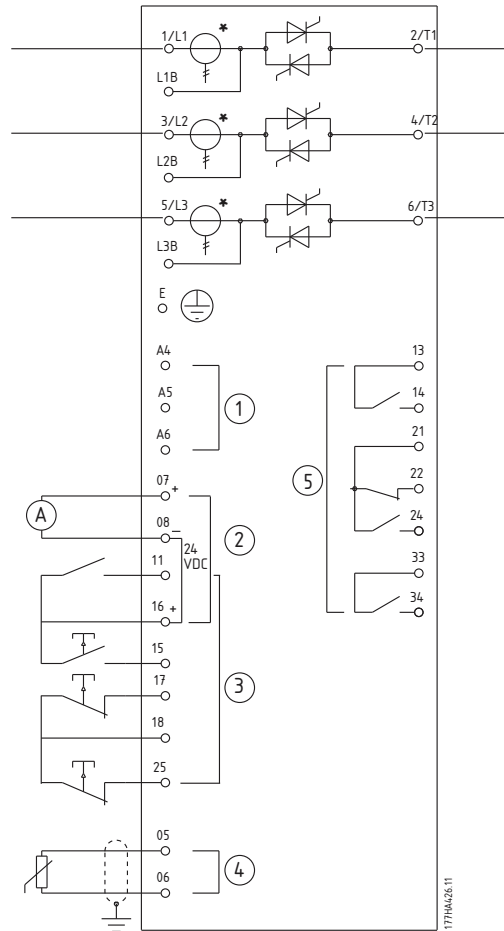 1/L1
*
2/T1
L1B
3/L2
*
4/T2
L2B
5/L3
*
6/T3
L3B
E
A4
A5
A6
1
13
14
21
22
24
33
34
5
07 +
A
08 −
24
VDC
2
11
16 +
15
17
3
18
25
05
06
4
177HA426.11